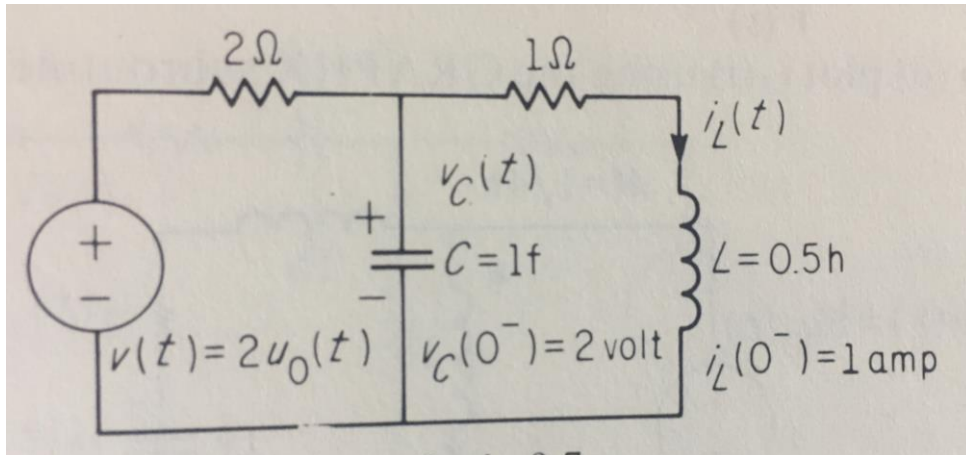 2Ω
1Ω
i_L(t)
v_C(t)
+
+
C = 1f
L = 0.5h
−
−
v(t) = 2u_0(t)
v_C(0^-) = 2 volt
i_L(0^-) = 1 amp